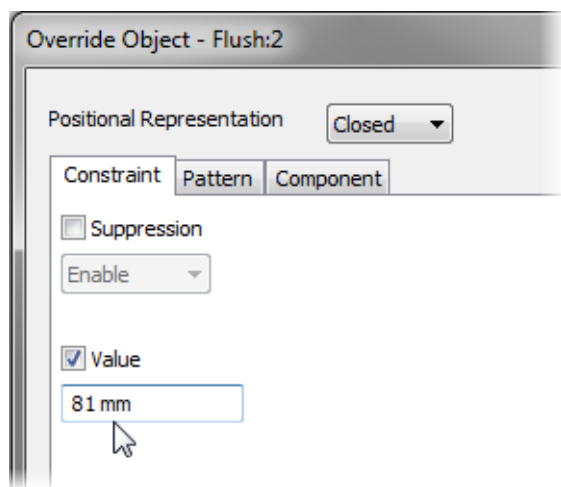 Override Object - Flush:2
Positional Representation Closed
Constraint Pattern Component
Suppression
Enable
Value
81 mm